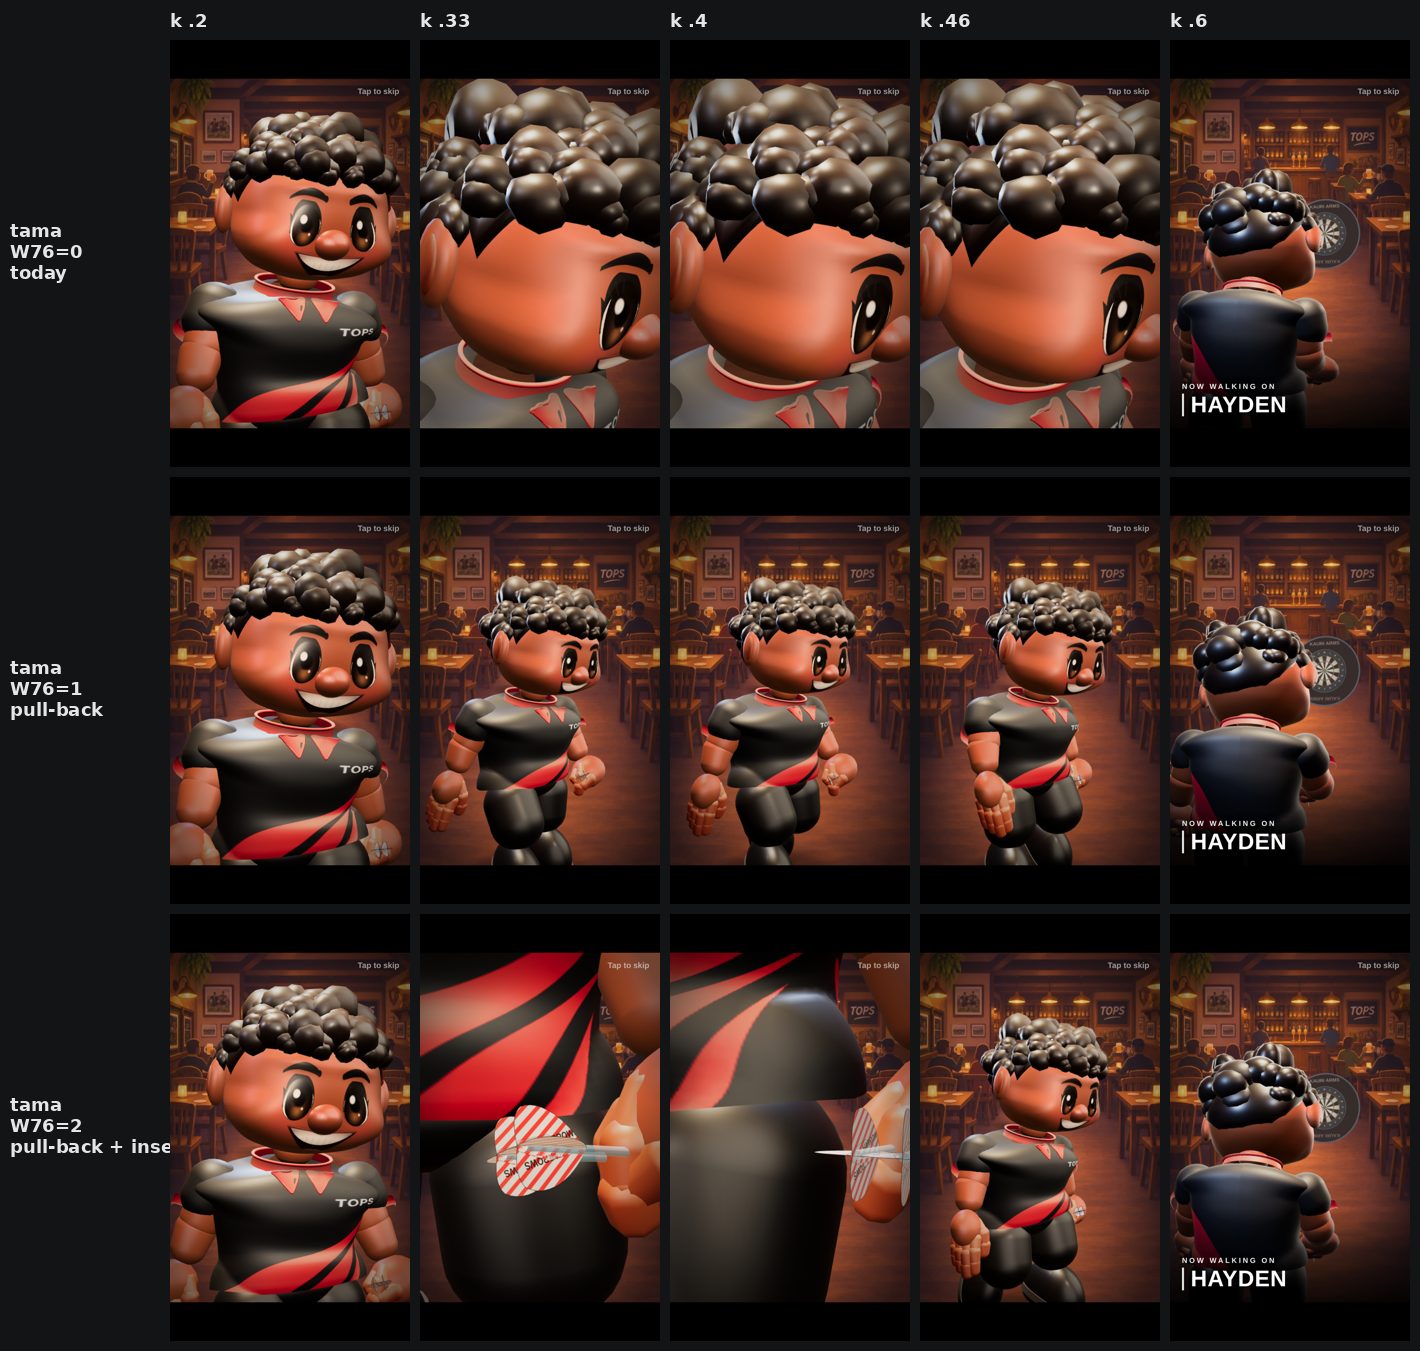 k .2
k .33
k .4
k .46
k .6
tama
W76=0
today
Tap to skip
TOPS
Tap to skip
Tap to skip
Tap to skip
Tap to skip
TOPS
NOW WALKING ON
HAYDEN
tama
W76=1
pull-back
Tap to skip
TOPS
Tap to skip
TOPS
Tap to skip
TOPS
Tap to skip
TOPS
Tap to skip
TOPS
NOW WALKING ON
HAYDEN
tama
W76=2
pull-back + inse
Tap to skip
TOPS
Tap to skip
Tap to skip
TOPS
Tap to skip
TOPS
Tap to skip
TOPS
NOW WALKING ON
HAYDEN